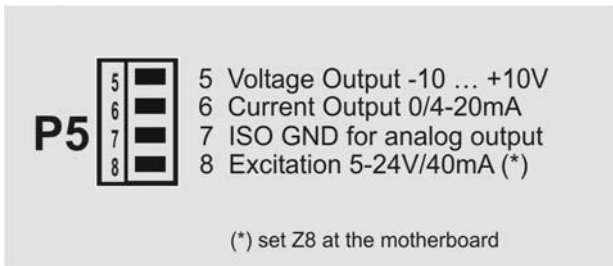 P5
5 5 Voltage Output -10 ... +10V
6 6 Current Output 0/4-20mA
7 7 ISO GND for analog output
8 8 Excitation 5-24V/40mA (*)
(*) set Z8 at the motherboard